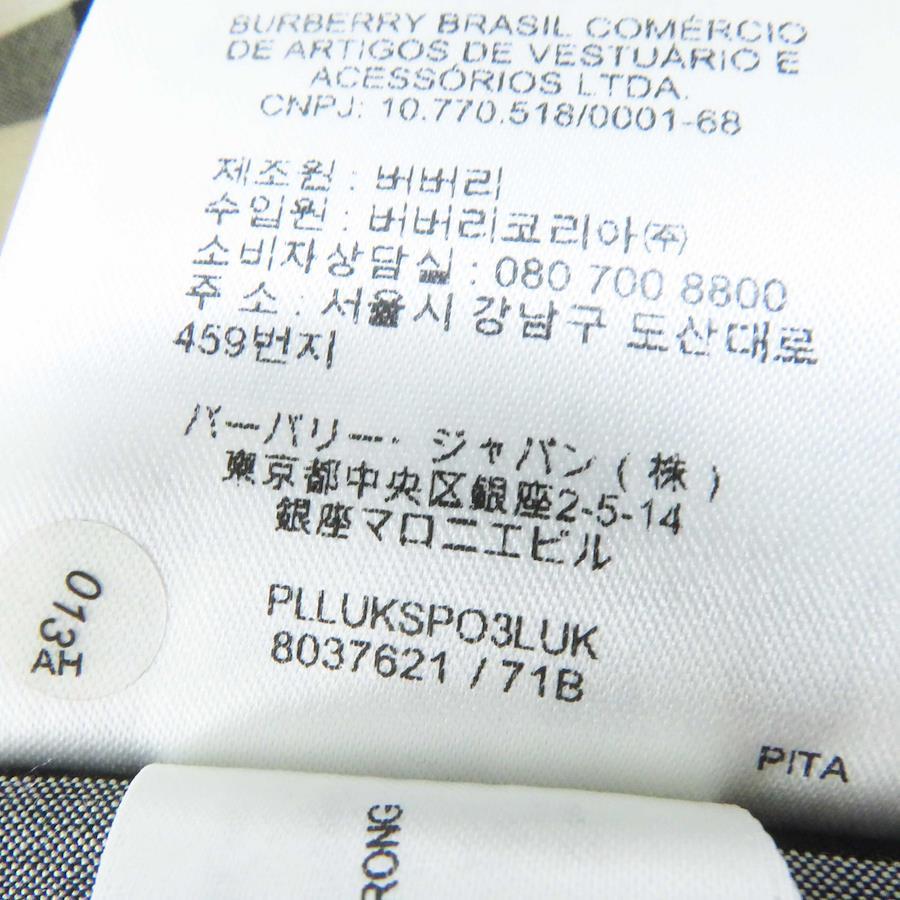 BURBERRY BRASIL COMÉRCIO
DE ARTIGOS DE VESTUÁRIO E
ACESSÓRIOS LTDA.
CNPJ: 10.770.518/0001-68
제조원 : 버버리
수입원 : 버버리코리아(주)
소비자상담실 : 080 700 8800
주 소 : 서울시 강남구 도산대로
459번지
バーバリー・ ジャパン (株)
東京都中央区銀座2-5-14
銀座マロニエビル
PLLUKSPO3LUK
8037621 / 71B
PITA
013
AH
RONG